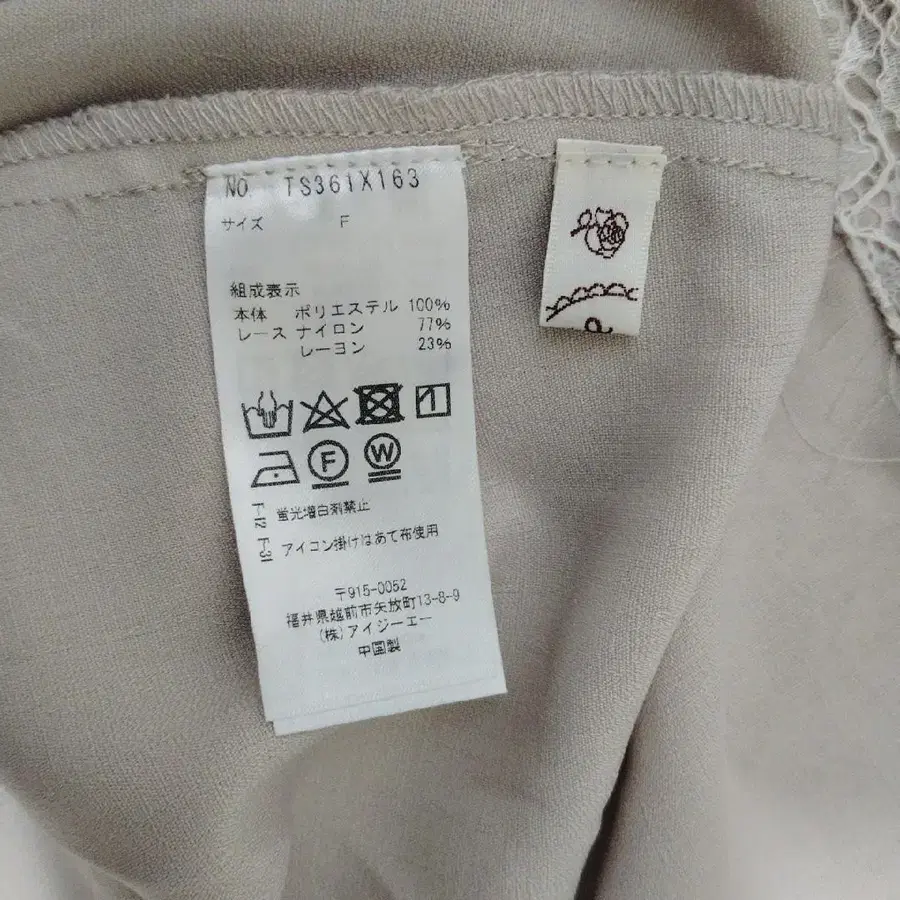 NO. TS361X163
サイズ F
組成表示
本体 ポリエステル 100%
レース ナイロン 77%
レーヨン 23%
F
W
F-12 蛍光増白剤禁止
F-31 アイロン掛けはあて布使用
〒915-0052
福井県越前市矢放町13-8-9
(株)アイジーエー
中国製
e